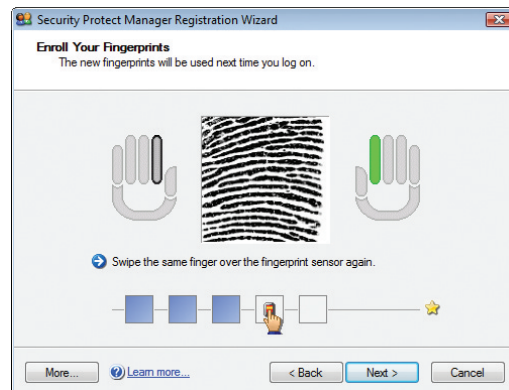 Security Protect Manager Registration Wizard
Enroll Your Fingerprints
The new fingerprints will be used next time you log on.
Swipe the same finger over the fingerprint sensor again.
More... Learn more... < Back Next > Cancel